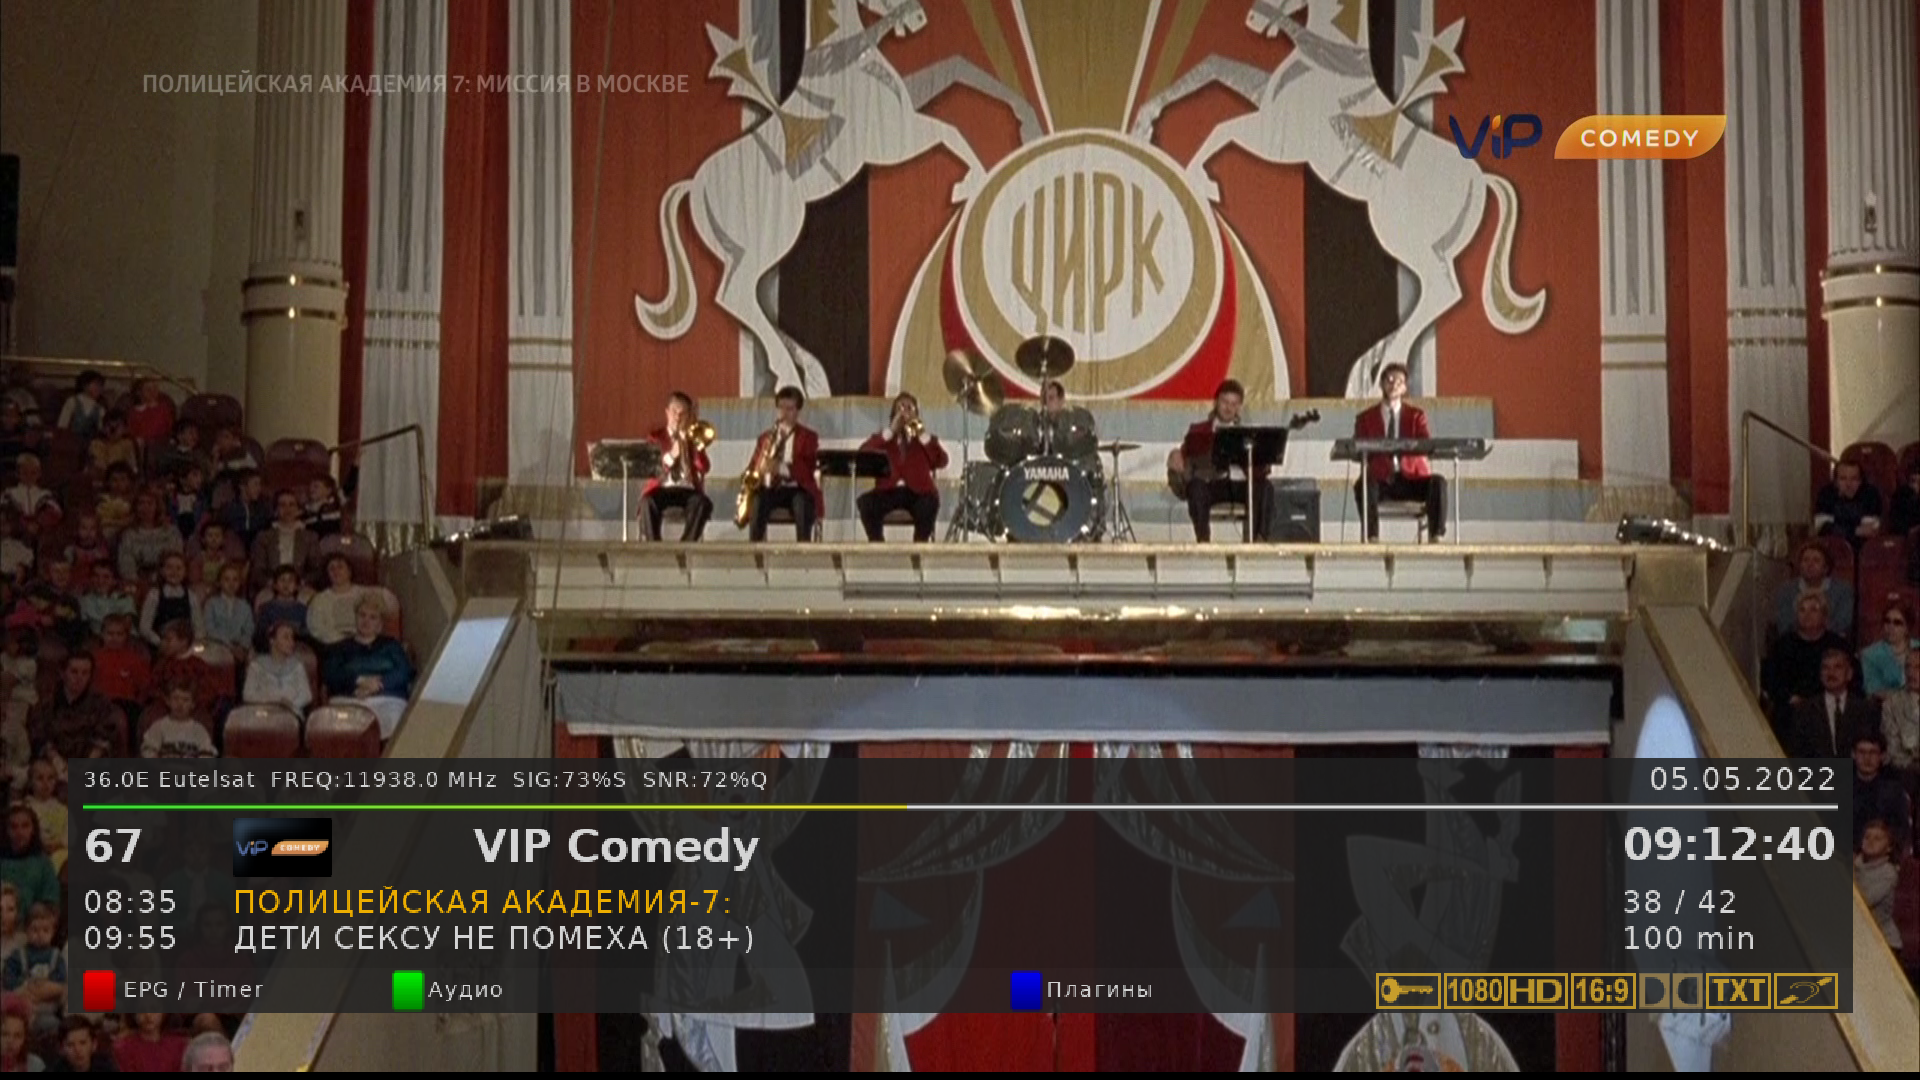 ПОЛИЦЕЙСКАЯ АКАДЕМИЯ 7: МИССИЯ В МОСКВЕ
ViP COMEDY
ЦИРК
YAMAHA
36.0E Eutelsat FREQ:11938.0 MHz SIG:73%S SNR:72%Q
05.05.2022
67 ViP COMEDY VIP Comedy 09:12:40
08:35 ПОЛИЦЕЙСКАЯ АКАДЕМИЯ-7: 38 / 42
09:55 ДЕТИ СЕКСУ НЕ ПОМЕХА (18+) 100 min
EPG / Timer Аудио Плагины 1080 HD 16:9 TXT